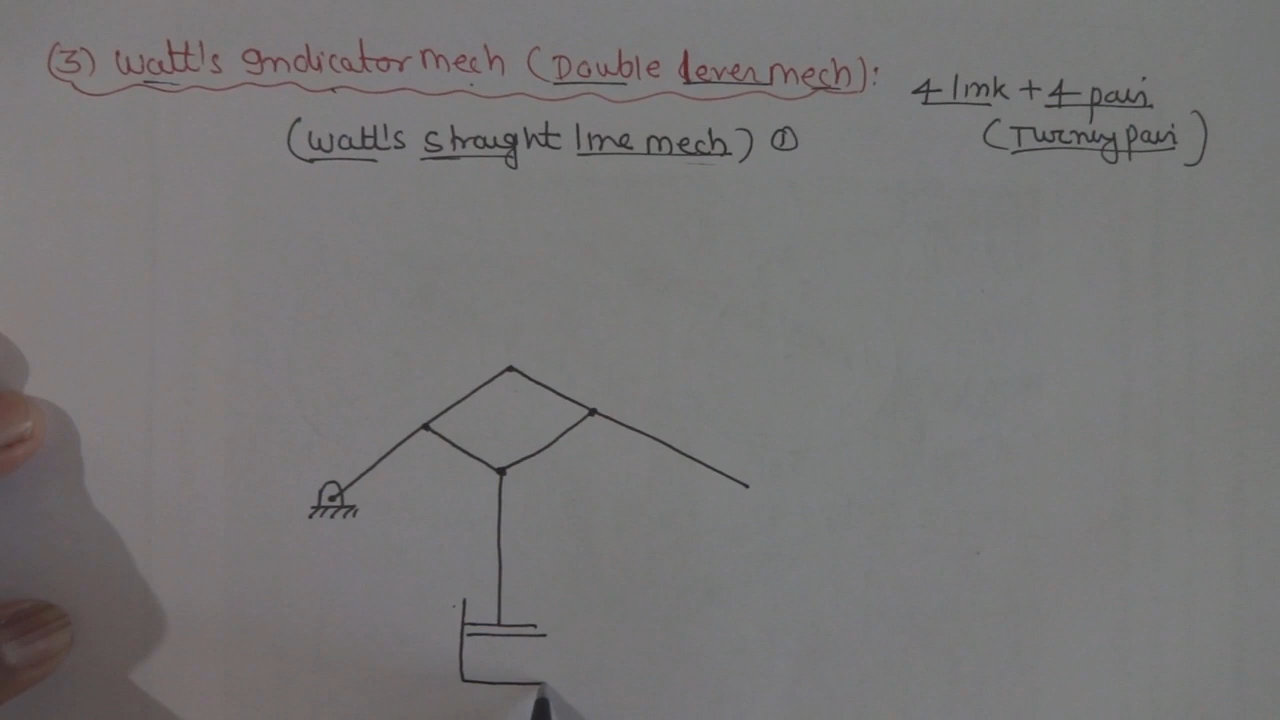 (3) Watt's Indicator mech (Double lever mech):
4 link + 4 pair
(Watt's straight line mech) ①
(Turning pair)